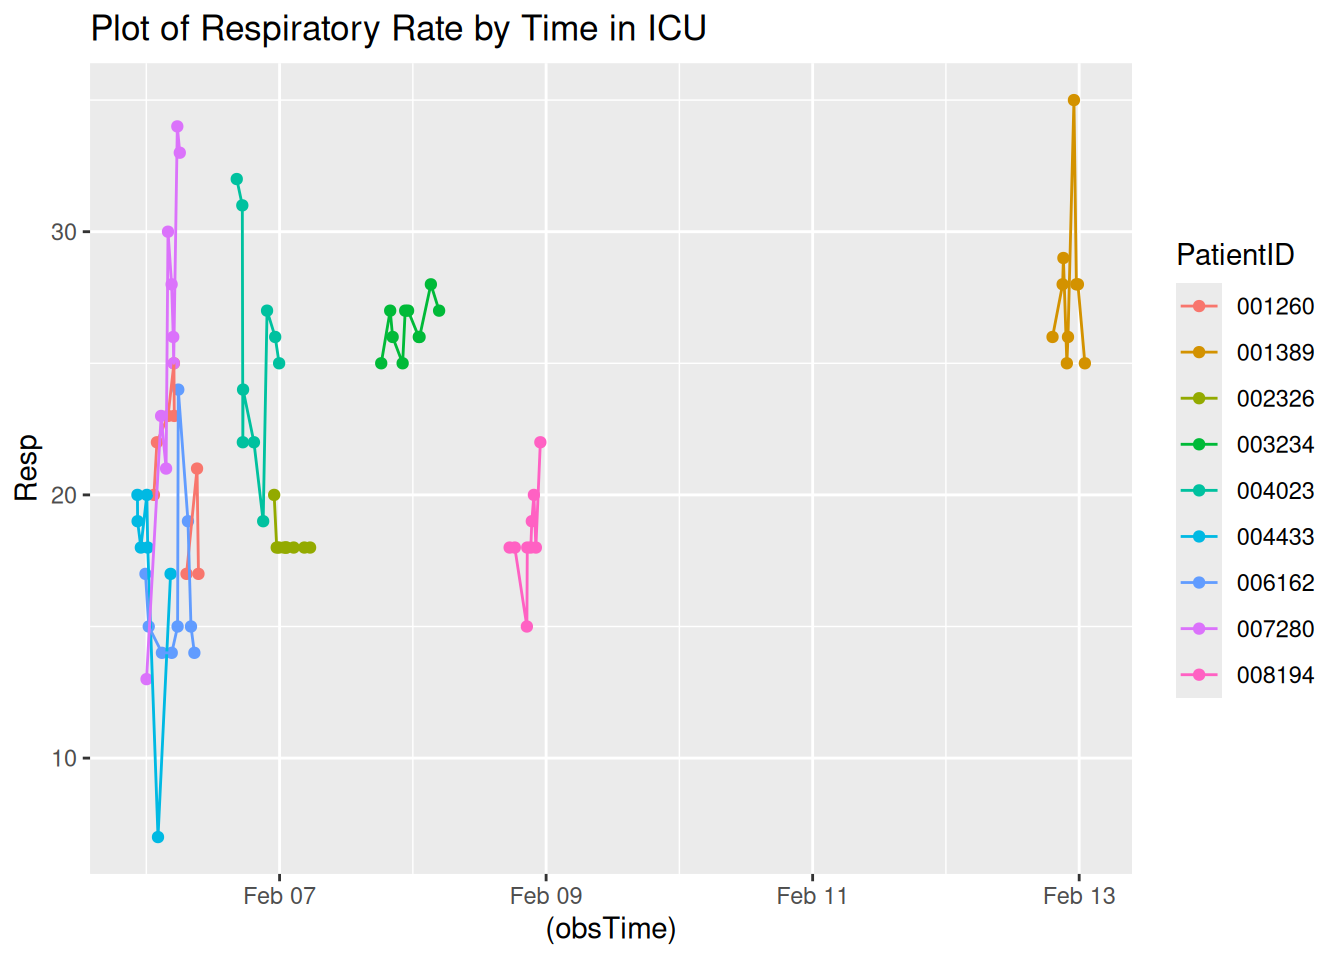 Plot of Respiratory Rate by Time in ICU
Resp
30
20
10
Feb 07
Feb 09
Feb 11
Feb 13
(obsTime)
PatientID
001260
001389
002326
003234
004023
004433
006162
007280
008194